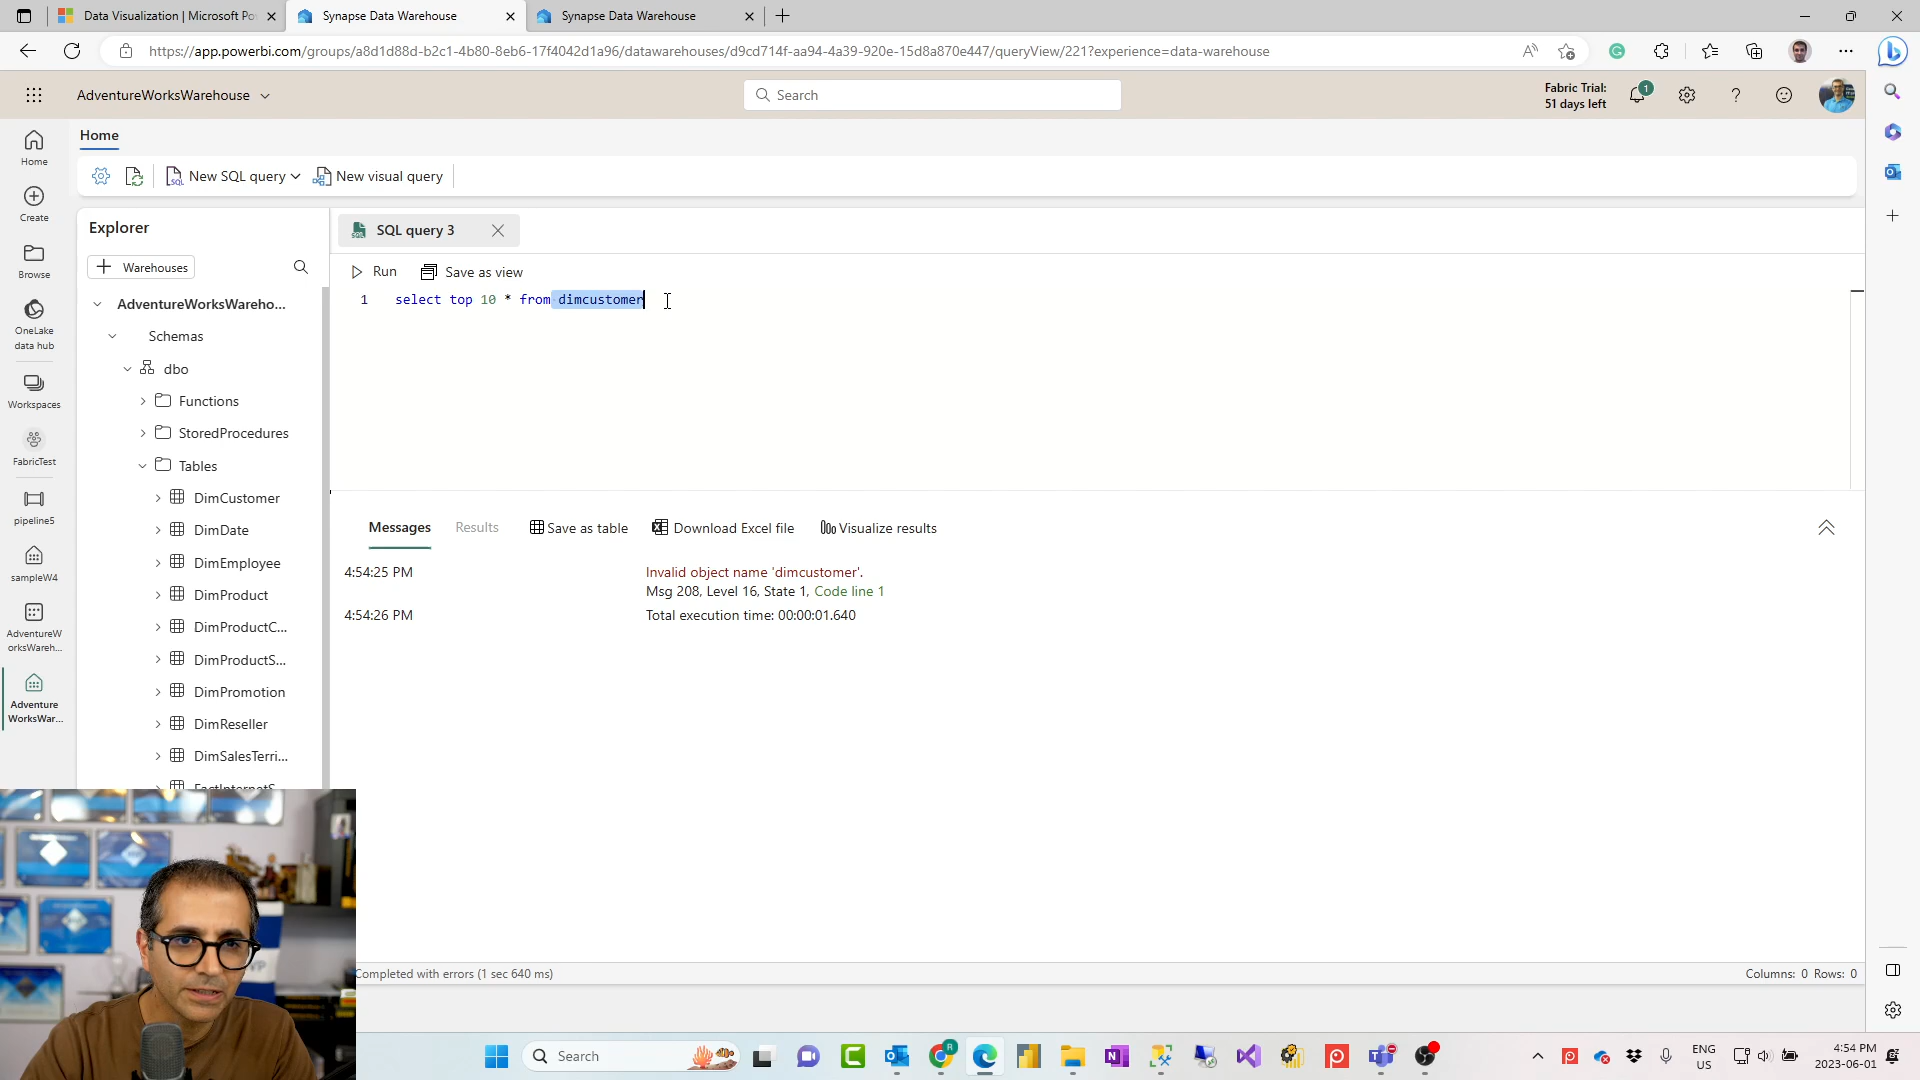 Data Visualization | Microsoft Po
Synapse Data Warehouse
Synapse Data Warehouse
https://app.powerbi.com/groups/a8d1d88d-b2c1-4b80-8eb6-17f4042d1a96/datawarehouses/d9cd714f-aa94-4a39-920e-15d8a870e447/queryView/221?experience=data-warehouse
AdventureWorksWarehouse
Search
Fabric Trial:
51 days left
1
Home
Home
Create
Browse
OneLake
data hub
Workspaces
FabricTest
pipeline5
sampleW4
AdventureW
orksWareh...
Adventure
WorksWar...
New SQL query
New visual query
Explorer
Warehouses
AdventureWorksWareho...
Schemas
dbo
Functions
StoredProcedures
Tables
DimCustomer
DimDate
DimEmployee
DimProduct
DimProductC...
DimProductS...
DimPromotion
DimReseller
DimSalesTerri...
SQL query 3
Run
Save as view
1 select top 10 * from dimcustomer
Messages
Results
Save as table
Download Excel file
Visualize results
4:54:25 PM
Invalid object name 'dimcustomer'.
Msg 208, Level 16, State 1, Code line 1
4:54:26 PM
Total execution time: 00:00:01.640
Completed with errors (1 sec 640 ms)
Columns: 0 Rows: 0
Search
ENG
US
4:54 PM
2023-06-01